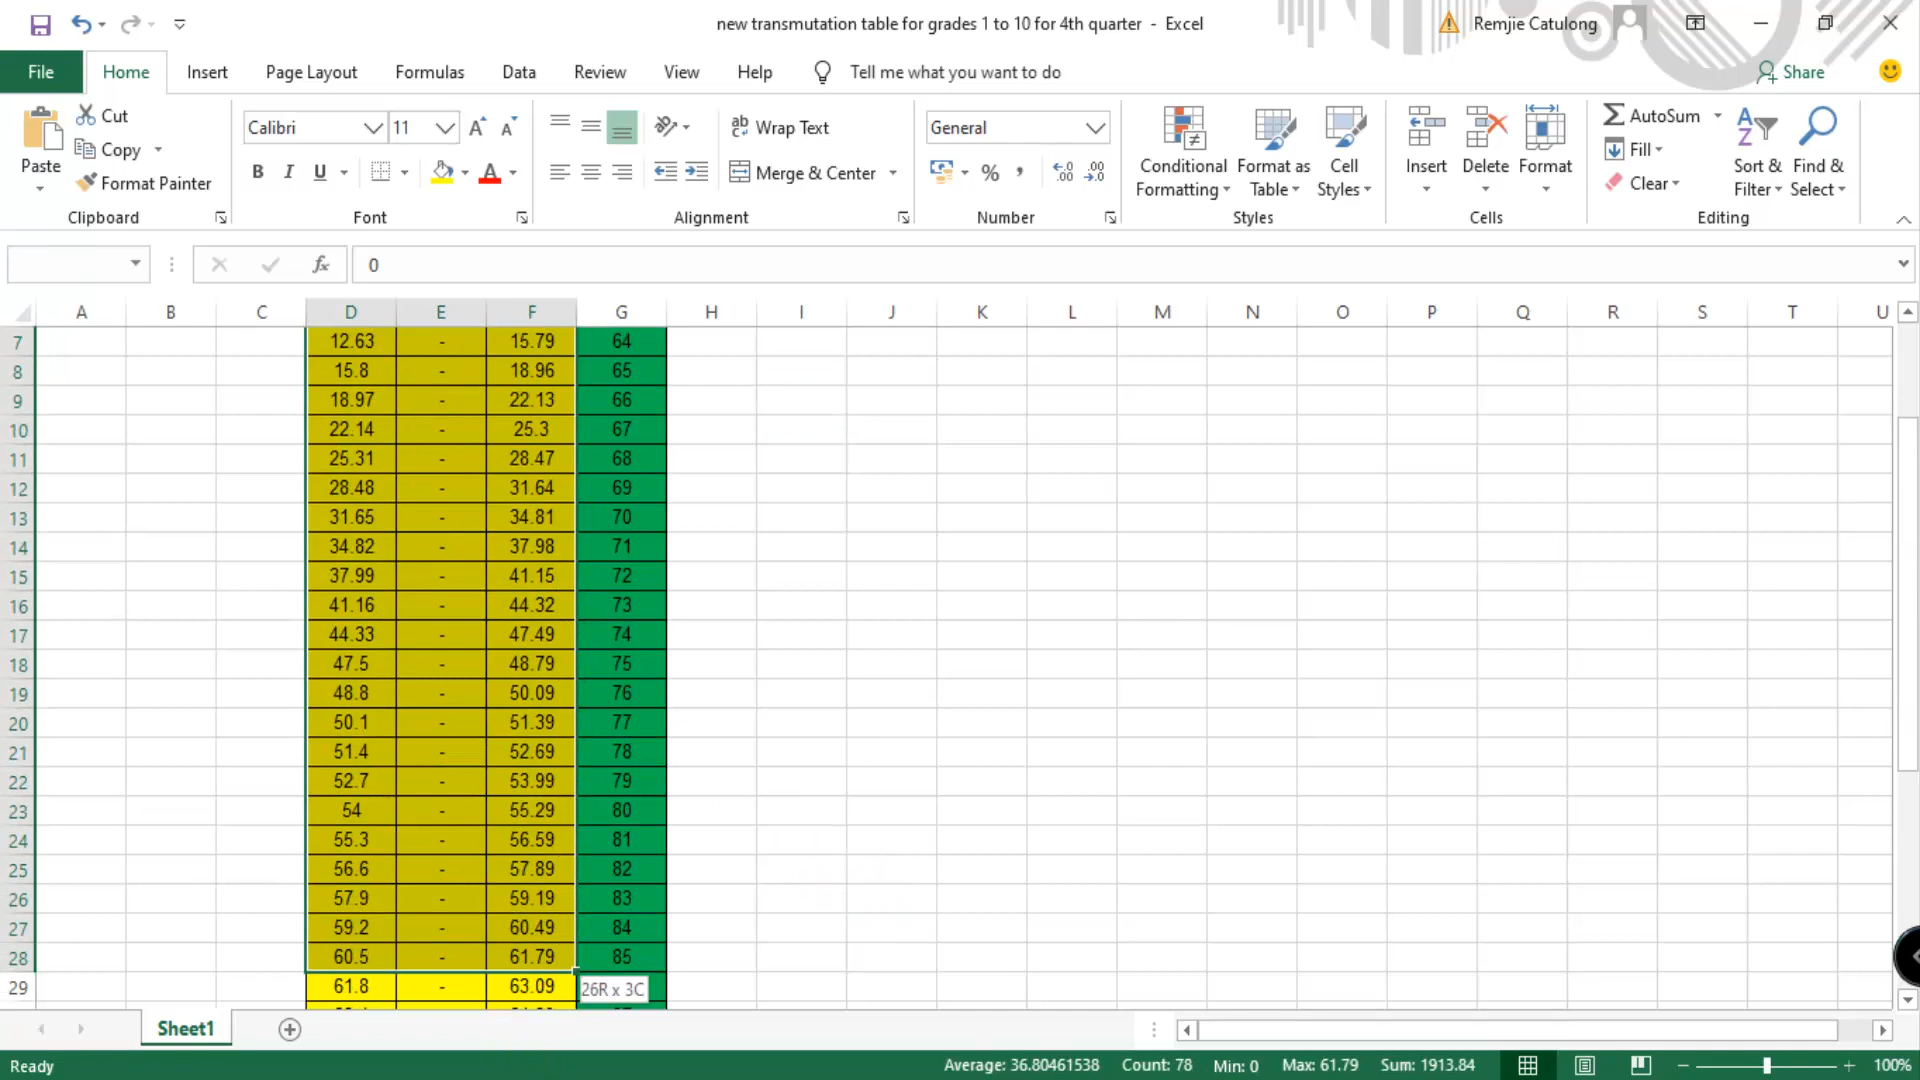 new transmutation table for grades 1 to 10 for 4th quarter - Excel
Remjie Catulong
File Home Insert Page Layout Formulas Data Review View Help Tell me what you want to do Share
Paste
Cut
Copy
Format Painter
Clipboard
Calibri 11
B I U
Font
Wrap Text
Merge & Center
Alignment
General
Number
Conditional Formatting
Format as Table
Cell Styles
Styles
Insert Delete Format
Cells
AutoSum
Fill
Clear
Sort & Filter
Find & Select
Editing
fx 0
A B C D E F G H I J K L M N O P Q R S T U
7 12.63 - 15.79 64
8 15.8 - 18.96 65
9 18.97 - 22.13 66
10 22.14 - 25.3 67
11 25.31 - 28.47 68
12 28.48 - 31.64 69
13 31.65 - 34.81 70
14 34.82 - 37.98 71
15 37.99 - 41.15 72
16 41.16 - 44.32 73
17 44.33 - 47.49 74
18 47.5 - 48.79 75
19 48.8 - 50.09 76
20 50.1 - 51.39 77
21 51.4 - 52.69 78
22 52.7 - 53.99 79
23 54 - 55.29 80
24 55.3 - 56.59 81
25 56.6 - 57.89 82
26 57.9 - 59.19 83
27 59.2 - 60.49 84
28 60.5 - 61.79 85
29 61.8 - 63.09 26R x 3C
Sheet1
Ready Average: 36.80461538 Count: 78 Min: 0 Max: 61.79 Sum: 1913.84 100%